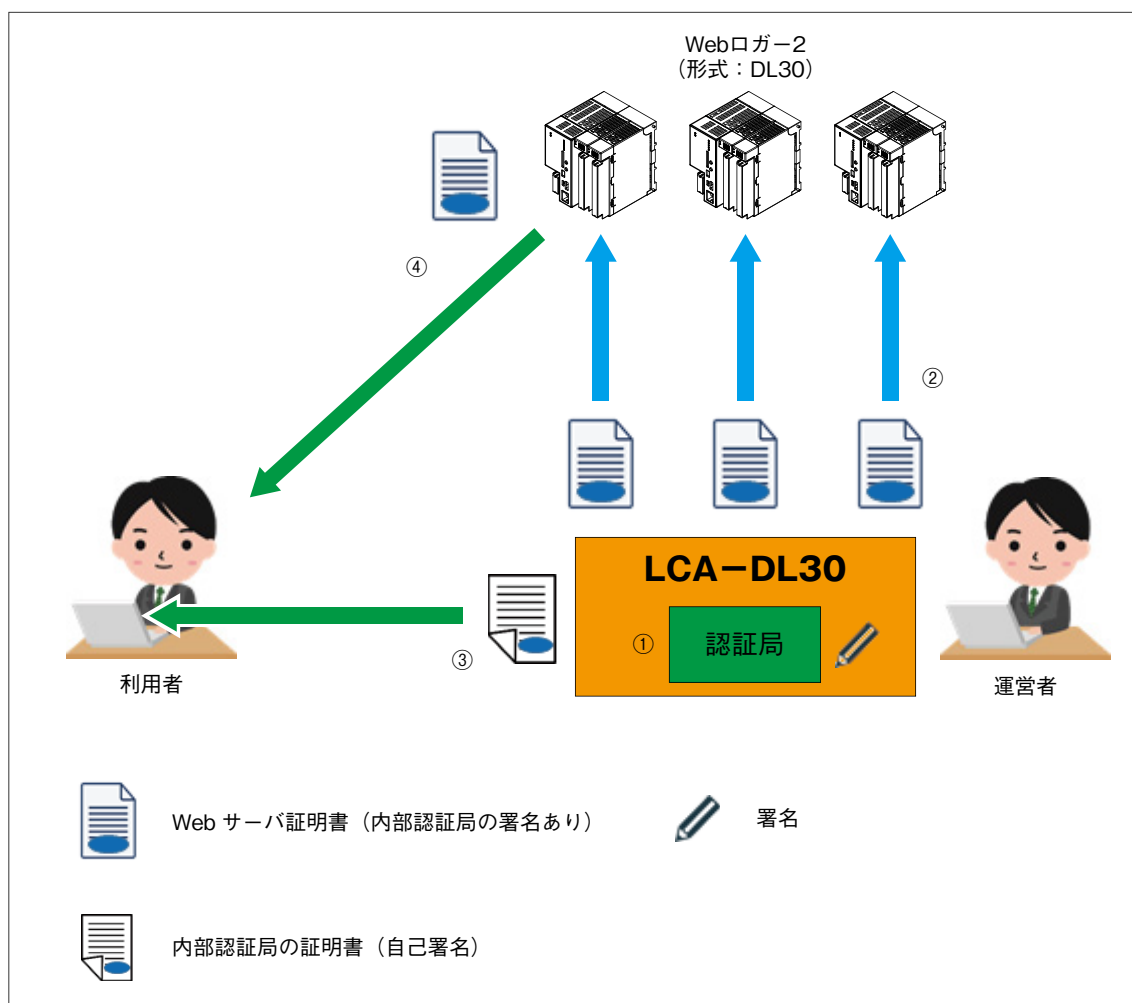 Webロガー2
（形式：DL30）
④
②
LCA－DL30
① 認証局
③
利用者
運営者
Web サーバ証明書（内部認証局の署名あり）
署名
内部認証局の証明書（自己署名）